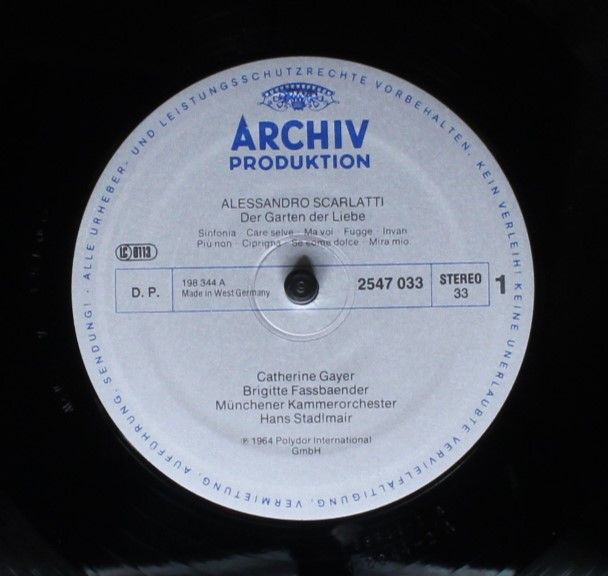 ALLE URHEBER- UND LEISTUNGSSCHUTZRECHTE VORBEHALTEN. KEIN VERLEIH! KEINE UNERLAUBTE VERVIELFÄLTIGUNG, VERMIETUNG, AUFFÜHRUNG, SENDUNG!
ARCHIV
PRODUKTION
ALESSANDRO SCARLATTI
Der Garten der Liebe
Sinfonia · Care selve · Ma voi · Fugge · Invan
Più non · Ciprigna · Se come dolce · Mira mio
LC 0113
D. P.
198 344 A
Made in West Germany
2547 033
STEREO
33
1
Catherine Gayer
Brigitte Fassbaender
Münchener Kammerorchester
Hans Stadlmair
℗ 1964 Polydor International
GmbH